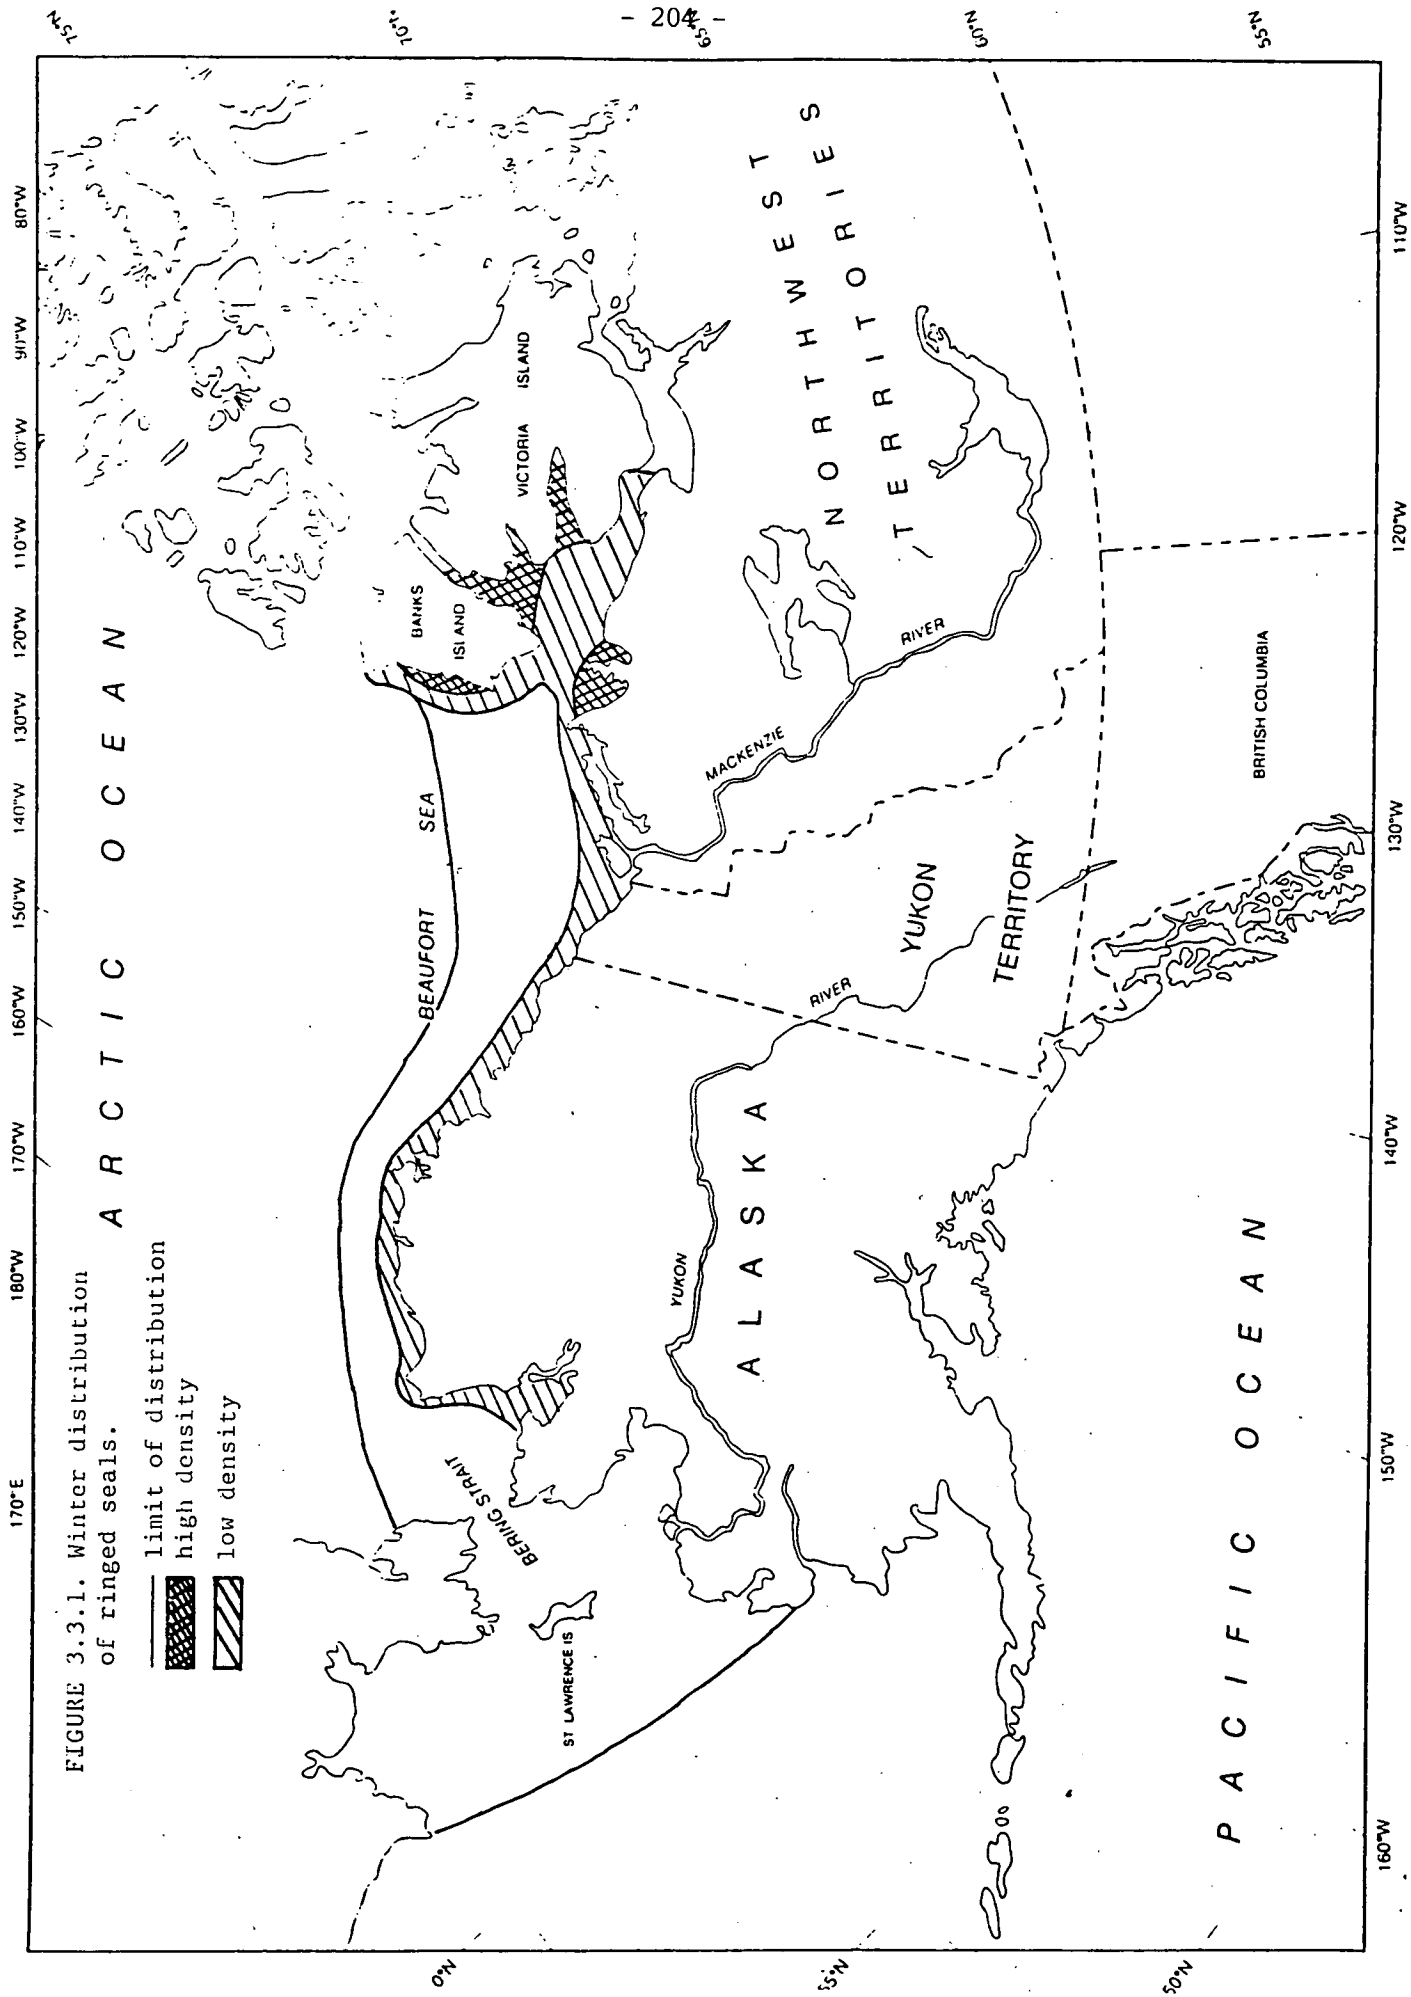 - 204 -
FIGURE 3.3.1. Winter distribution
of ringed seals.
limit of distribution
high density
low density
170°E
180°W
170°W
160°W
150°W
140°W
130°W
120°W
110°W
100°W
90°W
80°W
75°N
70°N
65°N
60°N
55°N
ARCTIC OCEAN
BEAUFORT SEA
BANKS
ISLAND
VICTORIA ISLAND
BERING STRAIT
ST LAWRENCE IS
YUKON
RIVER
ALASKA
YUKON
TERRITORY
MACKENZIE
RIVER
NORTHWEST
TERRITORIES
BRITISH COLUMBIA
PACIFIC OCEAN
0°N
55°N
50°N
160°W
150°W
140°W
130°W
120°W
110°W